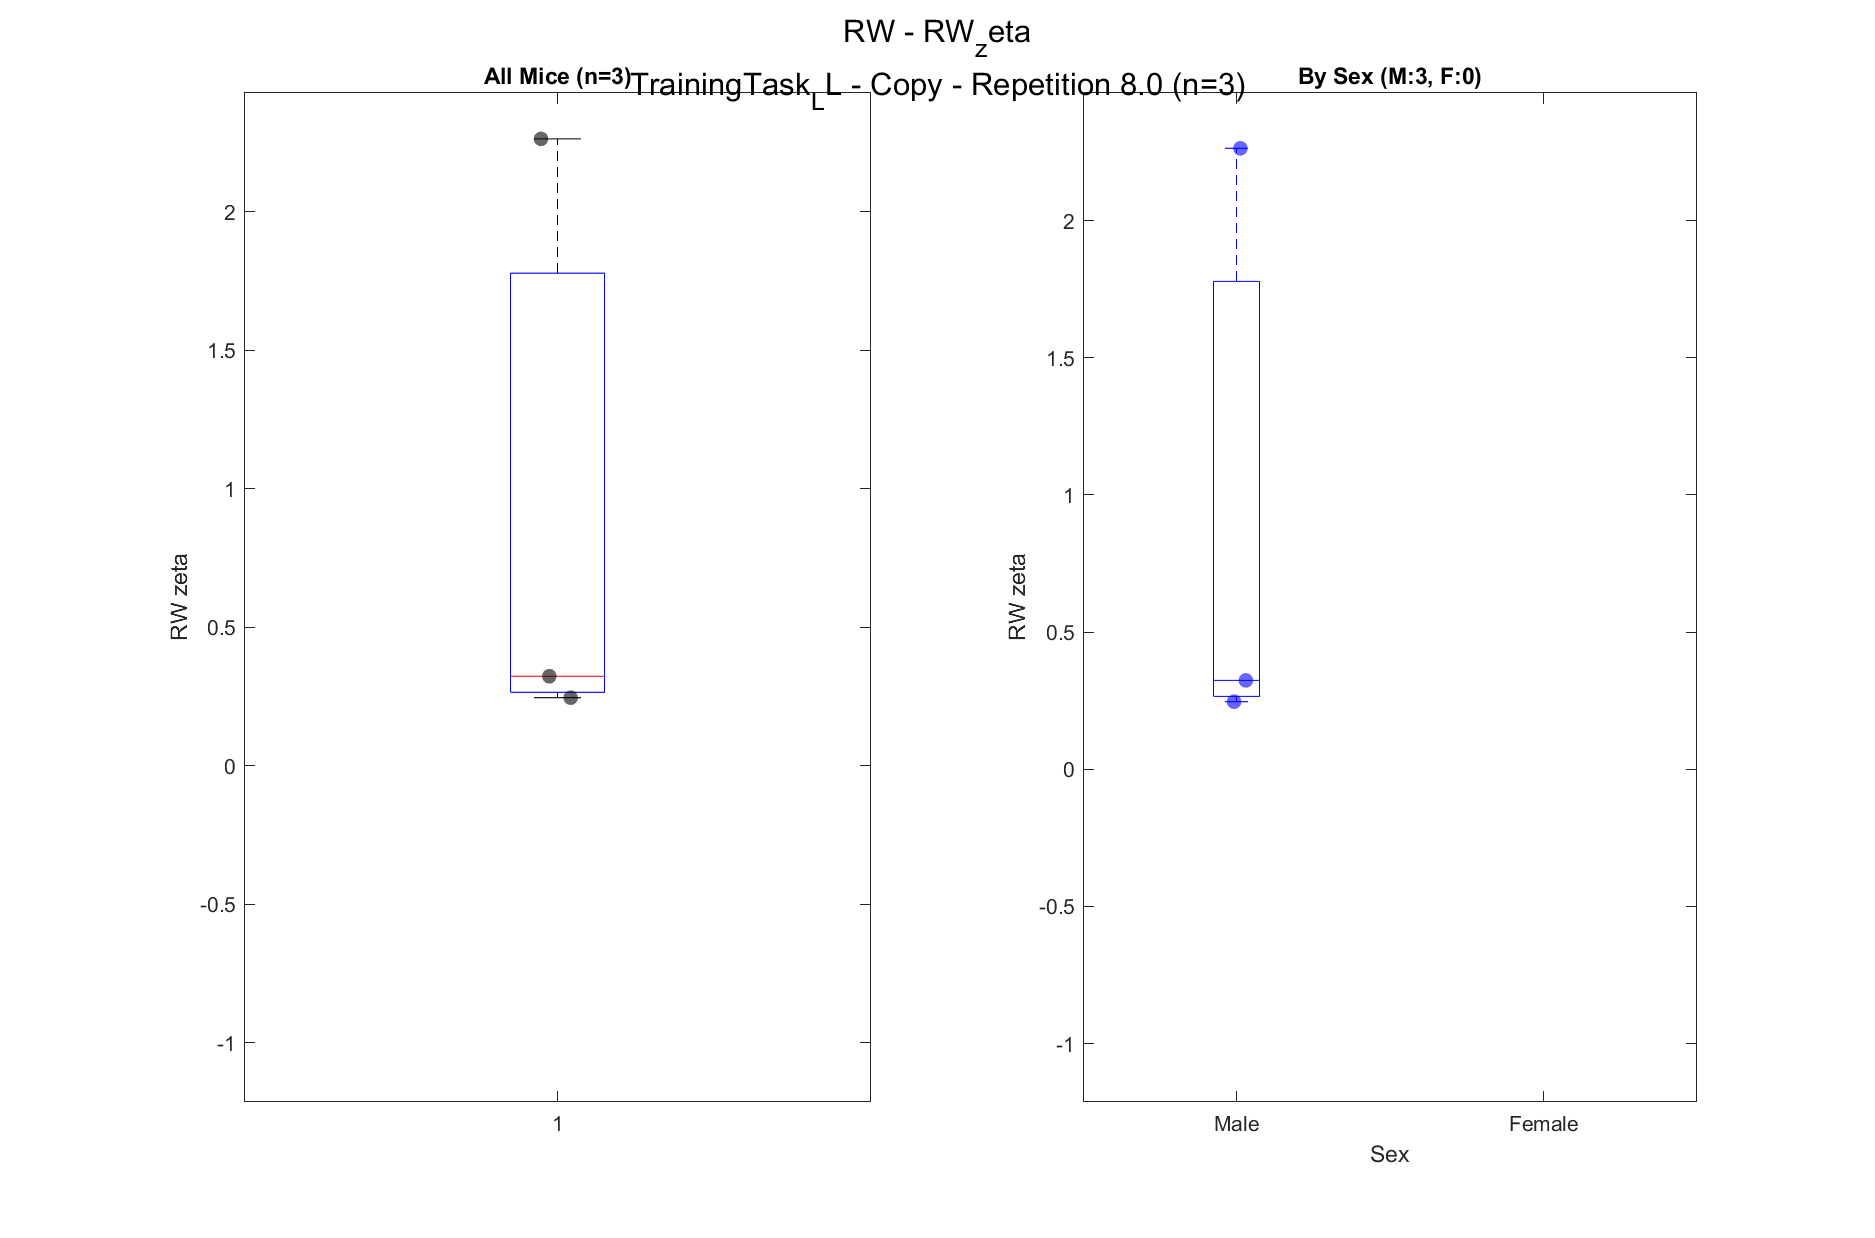 RW - RW_zeta
TrainingTask_LL - Copy - Repetition 8.0 (n=3)
All Mice (n=3)
RW zeta
2
1.5
1
0.5
0
-0.5
-1
1
By Sex (M:3, F:0)
RW zeta
2
1.5
1
0.5
0
-0.5
-1
Male Female
Sex